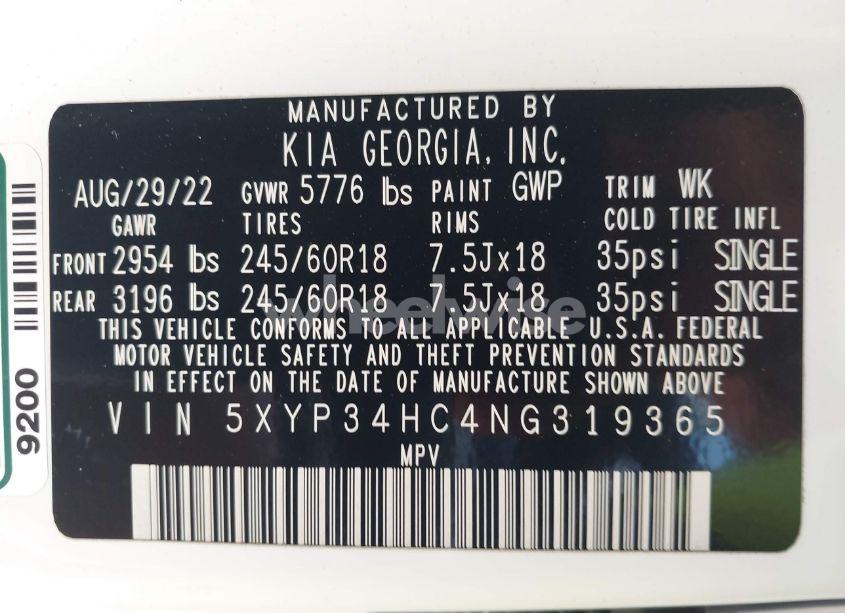 MANUFACTURED BY
KIA GEORGIA, INC.
AUG/29/22 GVWR 5776 lbs PAINT GWP TRIM WK
GAWR TIRES RIMS COLD TIRE INFL
FRONT 2954 lbs 245/60R18 7.5Jx18 35psi SINGLE
REAR 3196 lbs 245/60R18 7.5Jx18 35psi SINGLE
wheelwise
THIS VEHICLE CONFORMS TO ALL APPLICABLE U.S.A. FEDERAL
MOTOR VEHICLE SAFETY AND THEFT PREVENTION STANDARDS
IN EFFECT ON THE DATE OF MANUFACTURE SHOWN ABOVE
VIN 5XYP34HC4NG319365
MPV
9200